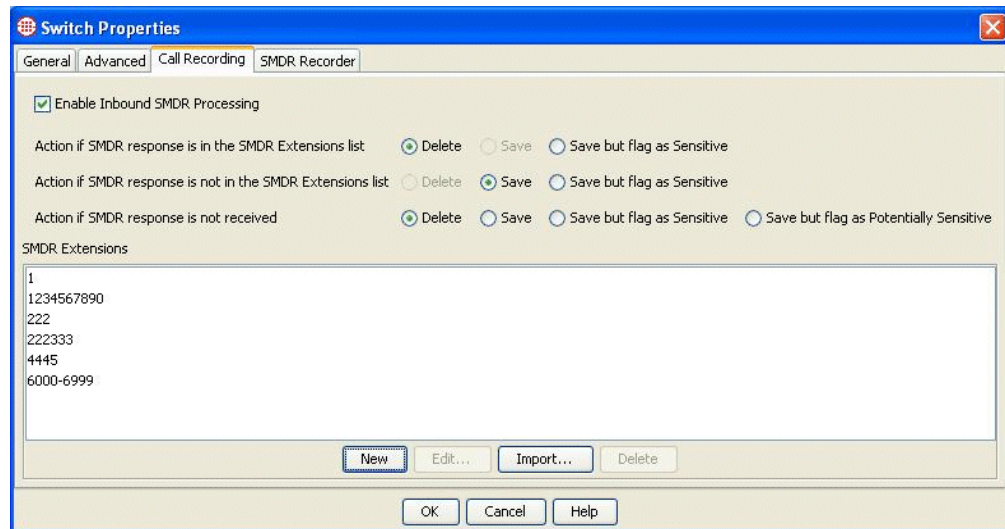 Switch Properties
General Advanced Call Recording SMDR Recorder
Enable Inbound SMDR Processing
Action if SMDR response is in the SMDR Extensions list Delete Save Save but flag as Sensitive
Action if SMDR response is not in the SMDR Extensions list Delete Save Save but flag as Sensitive
Action if SMDR response is not received Delete Save Save but flag as Sensitive Save but flag as Potentially Sensitive
SMDR Extensions
1
1234567890
222
222333
4445
6000-6999
New Edit... Import... Delete
OK Cancel Help